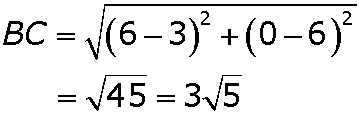 BC = √((6−3)² + (0−6)²)
= √45 = 3√5